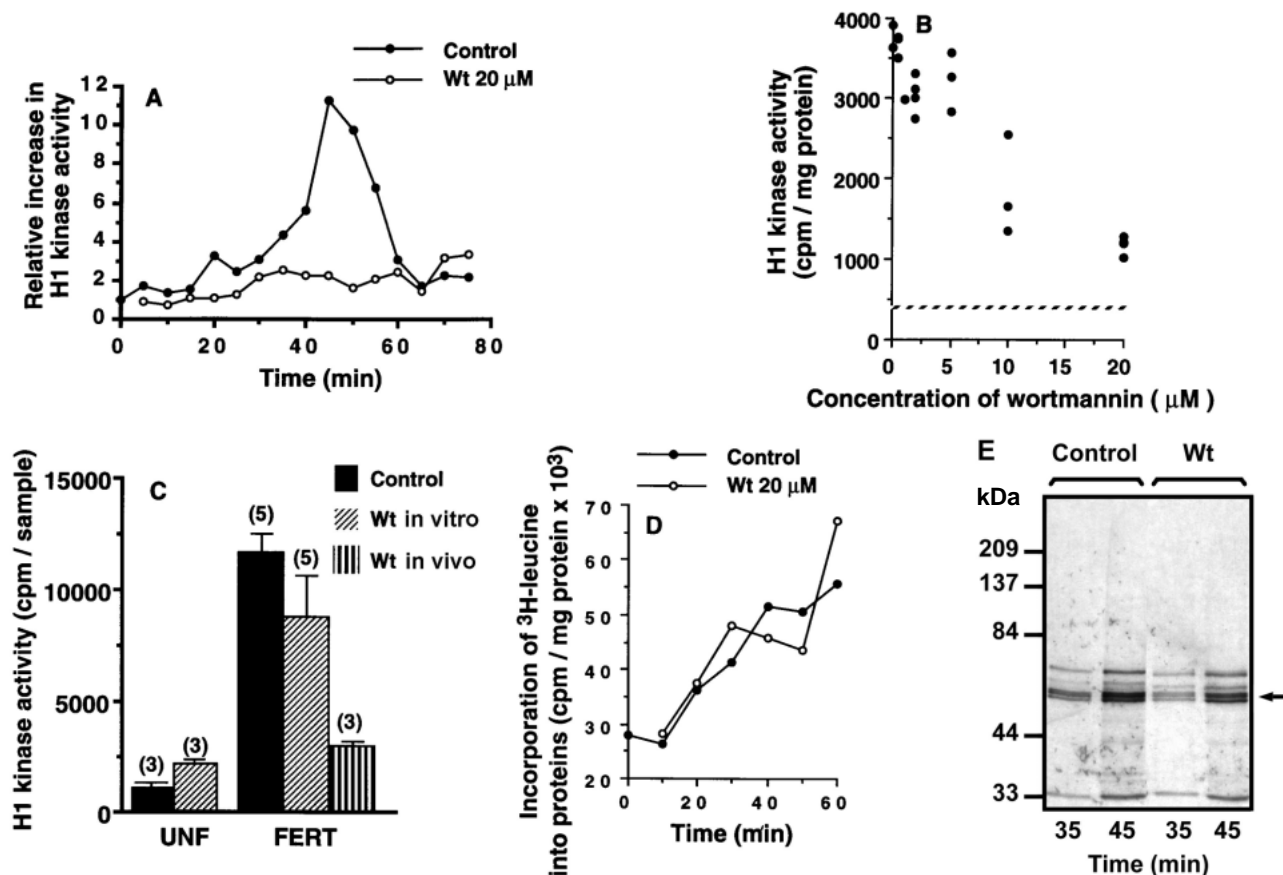 A
Control
Wt 20 μM
Relative increase in
H1 kinase activity
12
10
8
6
4
2
0
0 20 40 60 80
Time (min)
B
H1 kinase activity
(cpm / mg protein)
4000
3000
2000
1000
0
0 5 10 15 20
Concentration of wortmannin ( μM )
C
Control
Wt in vitro
Wt in vivo
H1 kinase activity (cpm / sample)
15000
10000
5000
0
(3) (3) (5) (5) (3)
UNF FERT
D
Control
Wt 20 μM
Incorporation of ³H-leucine
into proteins (cpm / mg protein x 10³)
70
60
50
40
30
20
0 20 40 60
Time (min)
E
Control Wt
kDa
209
137
84
44
33
35 45 35 45
Time (min)